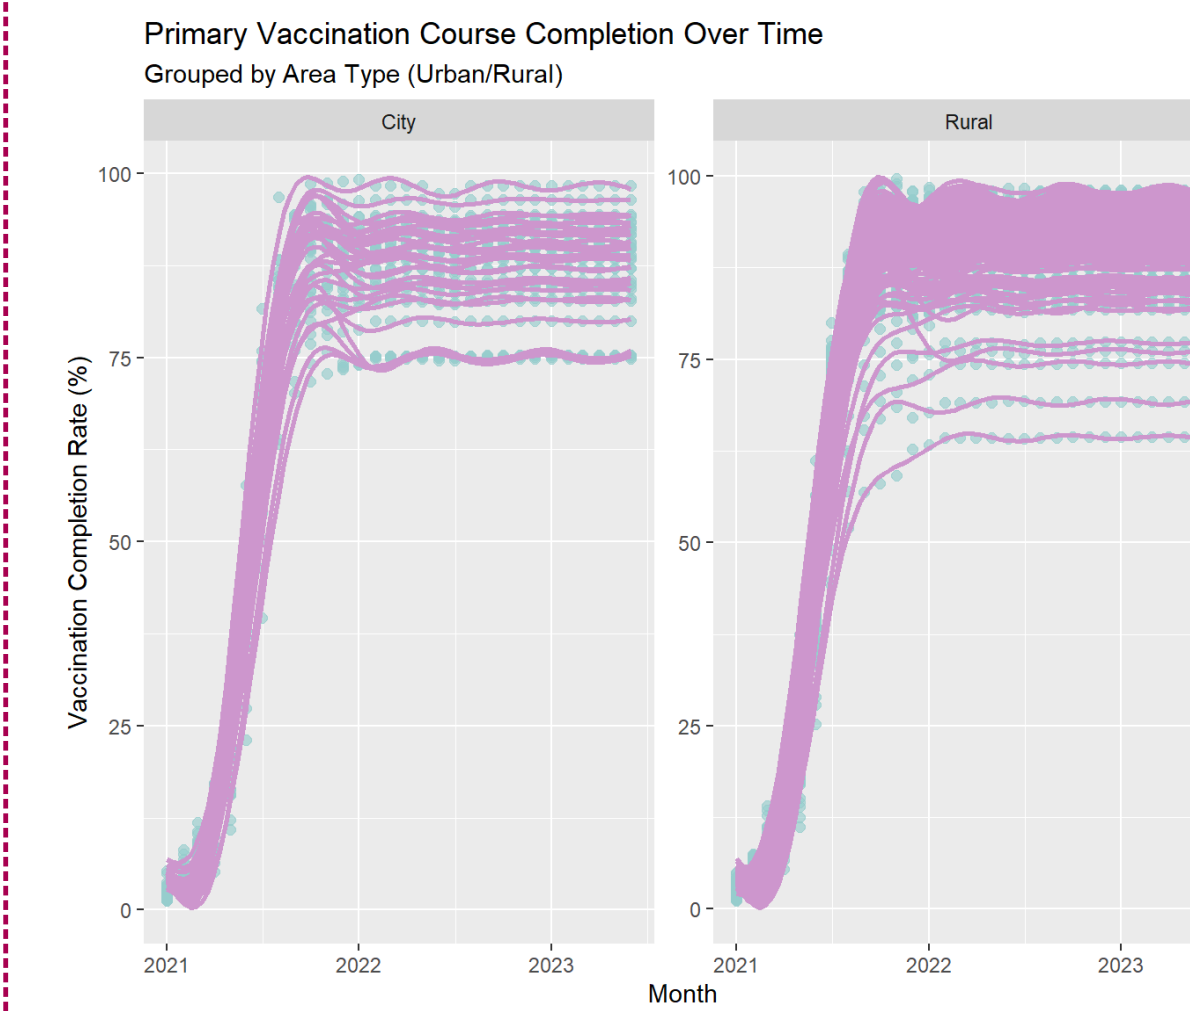 Primary Vaccination Course Completion Over Time
Grouped by Area Type (Urban/Rural)
City
Rural
Vaccination Completion Rate (%)
100
75
50
25
0
100
75
50
25
0
2021
2022
2023
2021
2022
2023
Month